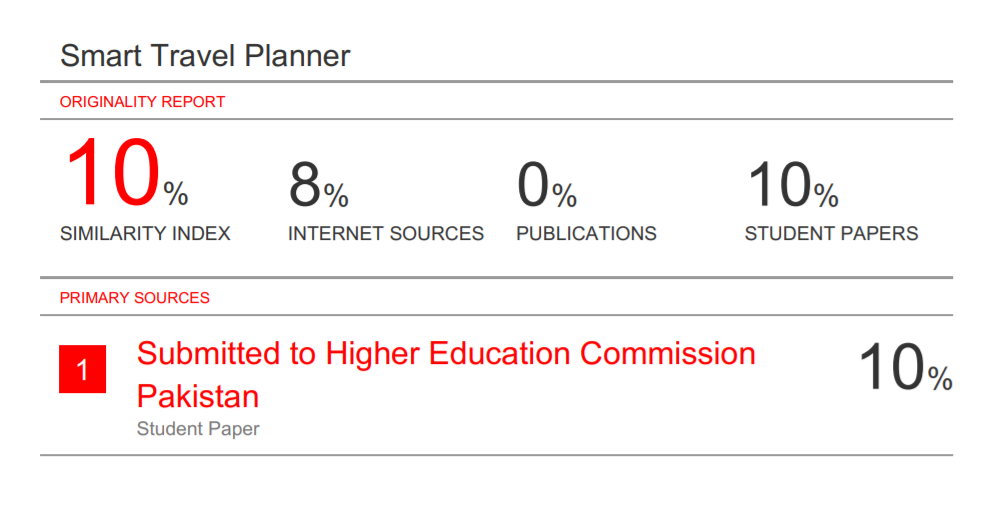 Smart Travel Planner
ORIGINALITY REPORT
10% 8% 0% 10%
SIMILARITY INDEX INTERNET SOURCES PUBLICATIONS STUDENT PAPERS
PRIMARY SOURCES
1 Submitted to Higher Education Commission 10%
Pakistan
Student Paper